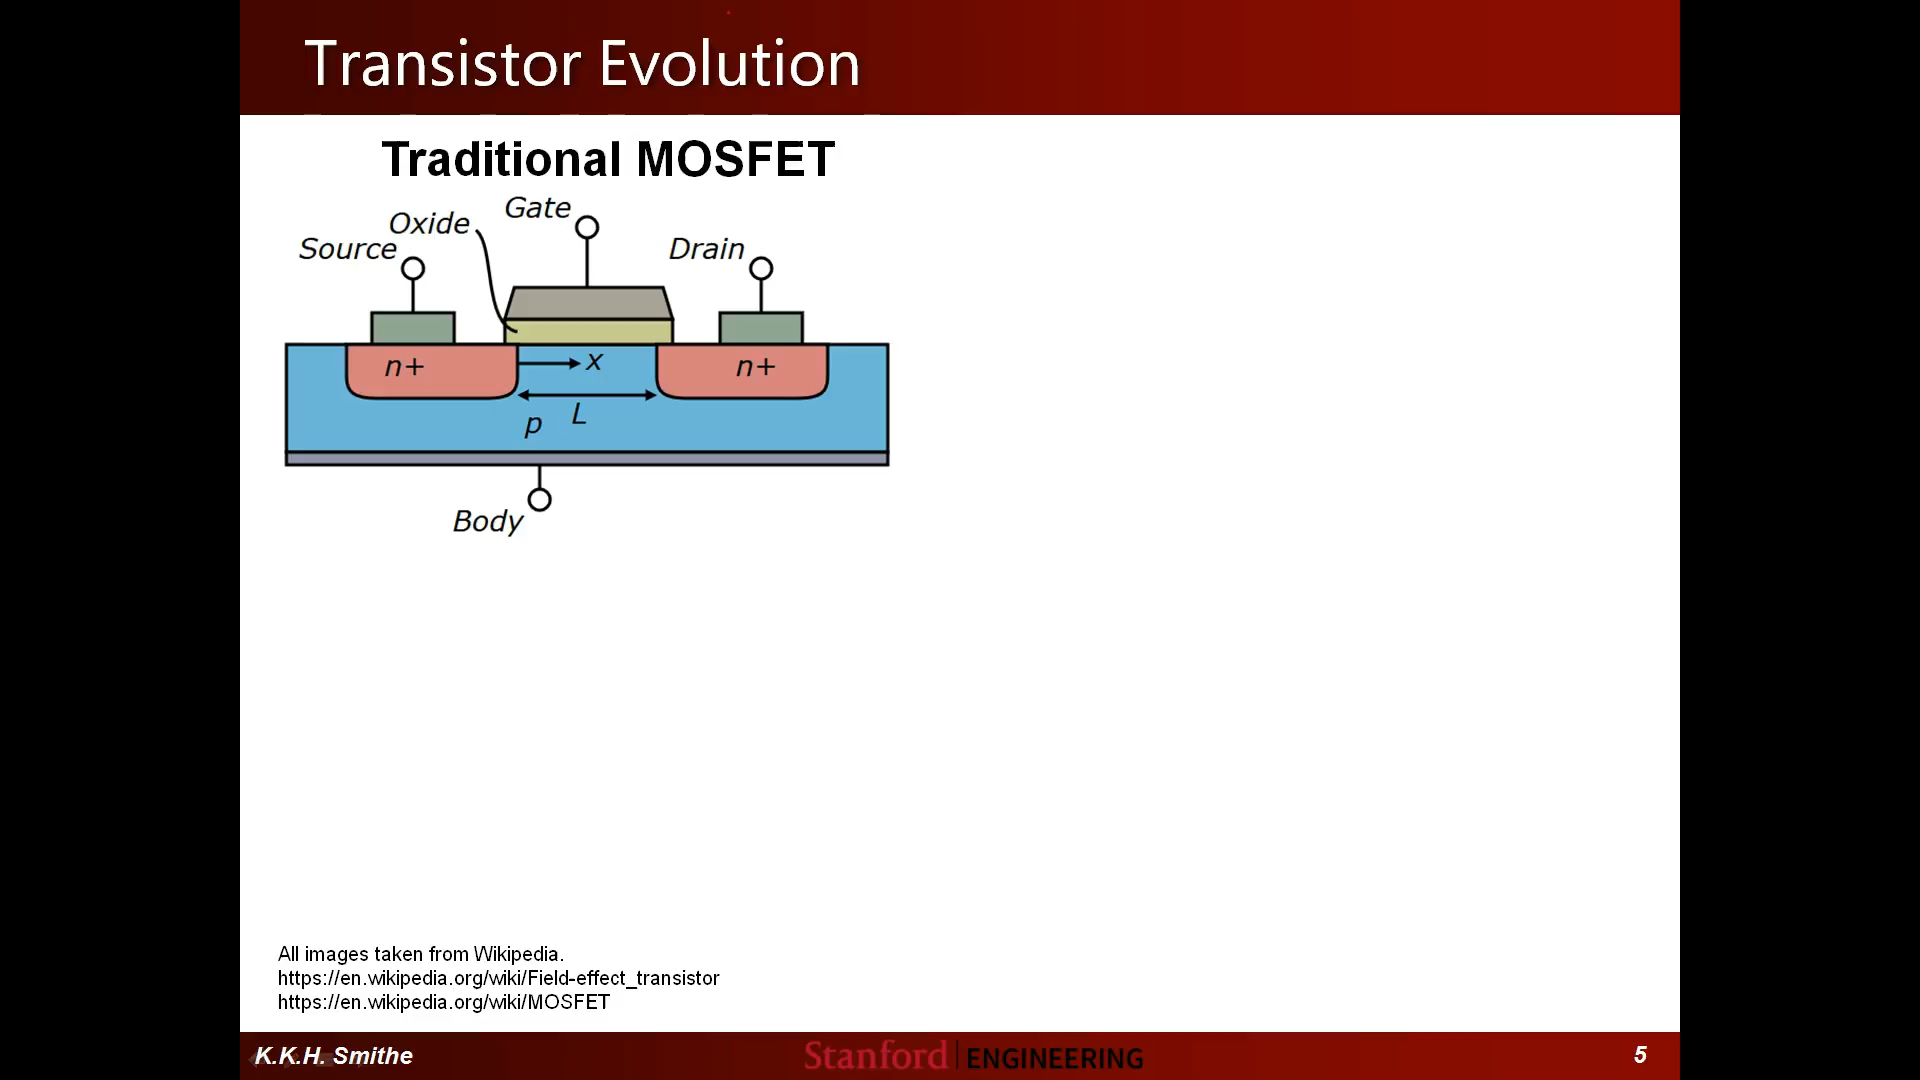 Transistor Evolution
Traditional MOSFET
Gate
Oxide
Source
Drain
n+
x
n+
L
p
Body
All images taken from Wikipedia.
https://en.wikipedia.org/wiki/Field-effect_transistor
https://en.wikipedia.org/wiki/MOSFET
K.K.H. Smithe
Stanford ENGINEERING
5